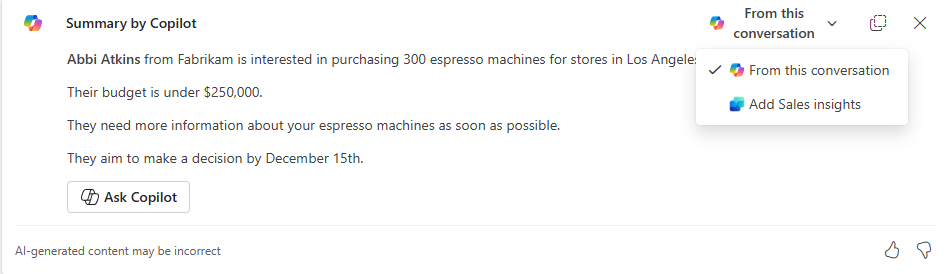 Summary by Copilot
From this
conversation
Abbi Atkins from Fabrikam is interested in purchasing 300 espresso machines for stores in Los Angeles
From this conversation
Their budget is under $250,000.
Add Sales insights
They need more information about your espresso machines as soon as possible.
They aim to make a decision by December 15th.
Ask Copilot
AI-generated content may be incorrect